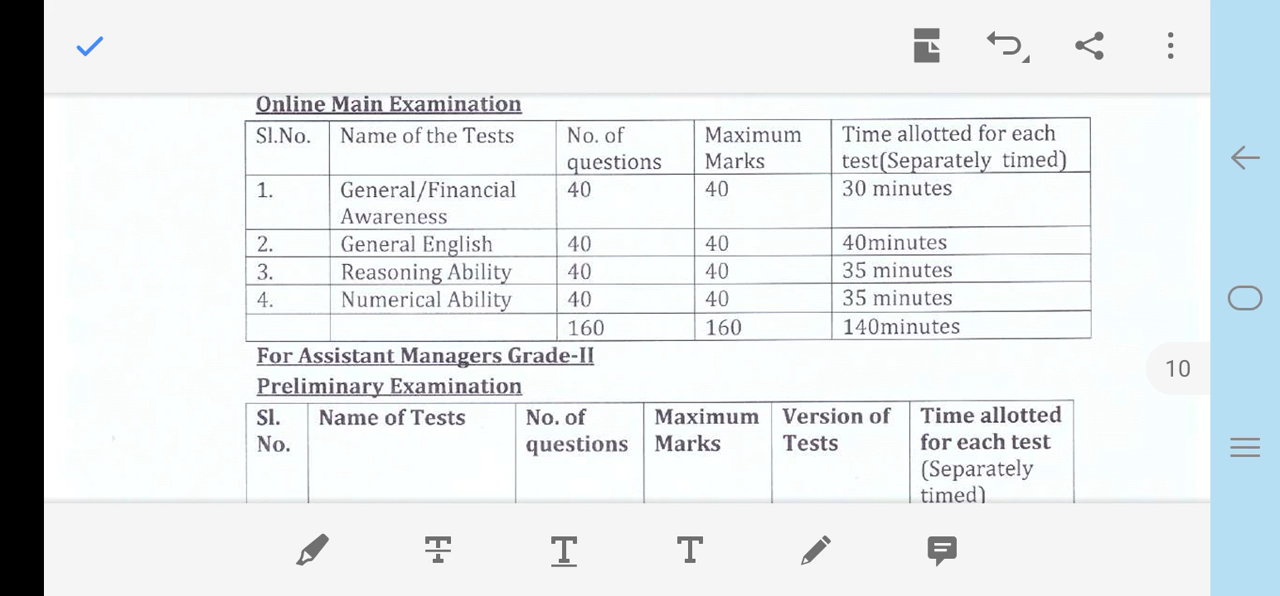 Online Main Examination
Sl.No. Name of the Tests No. of questions Maximum Marks Time allotted for each test(Separately timed)
1. General/Financial Awareness 40 40 30 minutes
2. General English 40 40 40minutes
3. Reasoning Ability 40 40 35 minutes
4. Numerical Ability 40 40 35 minutes
160 160 140minutes
For Assistant Managers Grade-II
Preliminary Examination
Sl. No. Name of Tests No. of questions Maximum Marks Version of Tests Time allotted for each test (Separately timed)
10
T
T
T